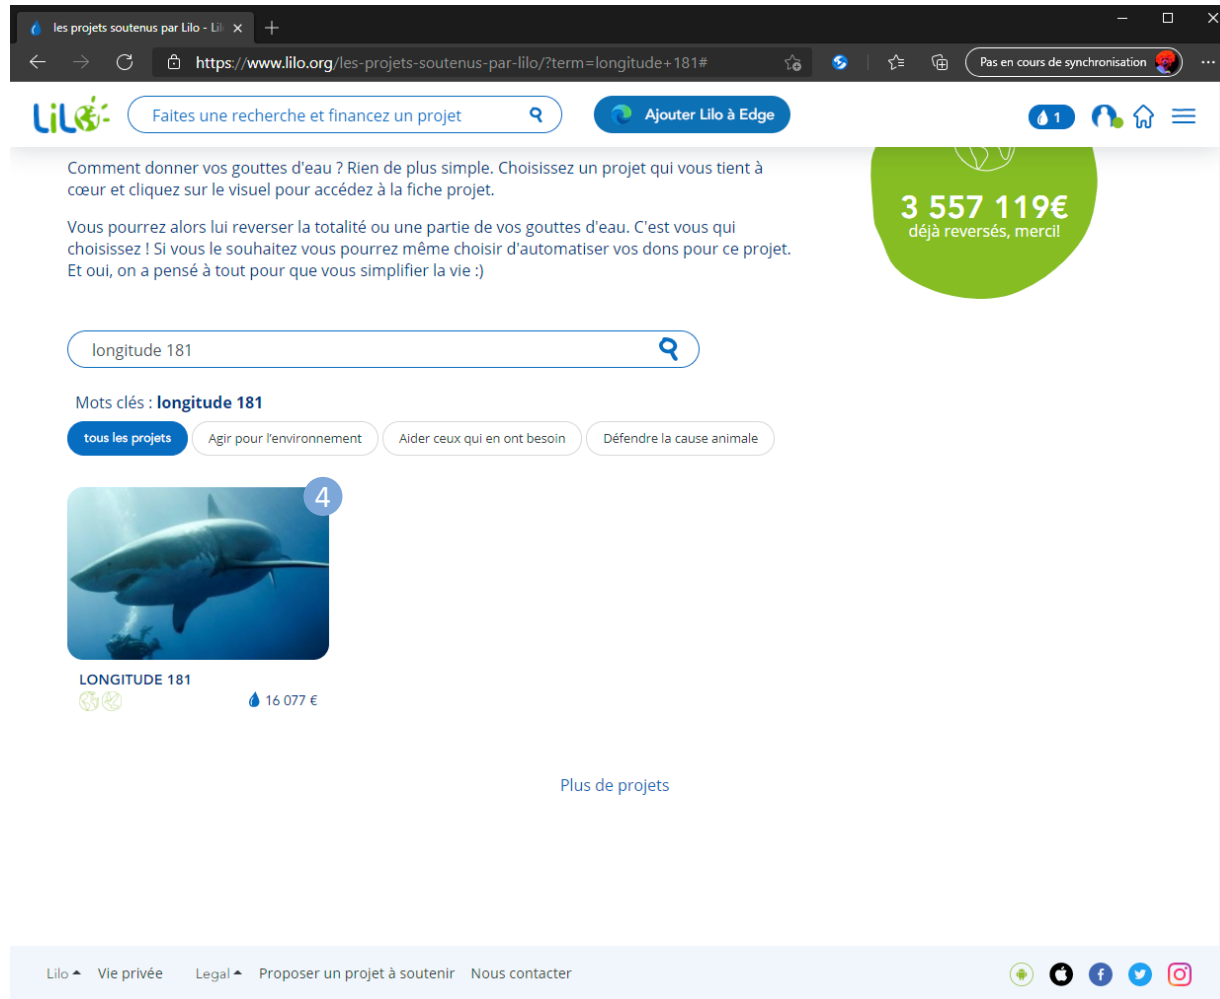 les projets soutenus par Lilo - Lil
https://www.lilo.org/les-projets-soutenus-par-lilo/?term=longitude+181#
Pas en cours de synchronisation
LiLO
Faites une recherche et financez un projet
Ajouter Lilo à Edge
1
Comment donner vos gouttes d'eau ? Rien de plus simple. Choisissez un projet qui vous tient à
cœur et cliquez sur le visuel pour accédez à la fiche projet.
Vous pourrez alors lui reverser la totalité ou une partie de vos gouttes d'eau. C'est vous qui
choisissez ! Si vous le souhaitez vous pourrez même choisir d'automatiser vos dons pour ce projet.
Et oui, on a pensé à tout pour que vous simplifier la vie :)
3 557 119€
déjà reversés, merci!
longitude 181
Mots clés : longitude 181
tous les projets
Agir pour l'environnement
Aider ceux qui en ont besoin
Défendre la cause animale
4
LONGITUDE 181
16 077 €
Plus de projets
Lilo
Vie privée
Legal
Proposer un projet à soutenir
Nous contacter